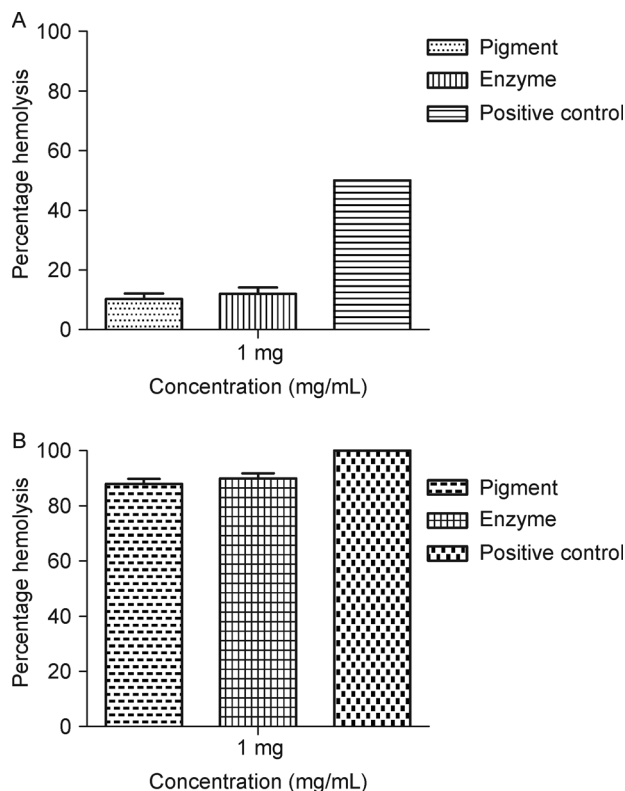 A
100
80
60
40
20
0
Percentage hemolysis
1 mg
Concentration (mg/mL)
Pigment
Enzyme
Positive control
B
100
80
60
40
20
0
Percentage hemolysis
1 mg
Concentration (mg/mL)
Pigment
Enzyme
Positive control